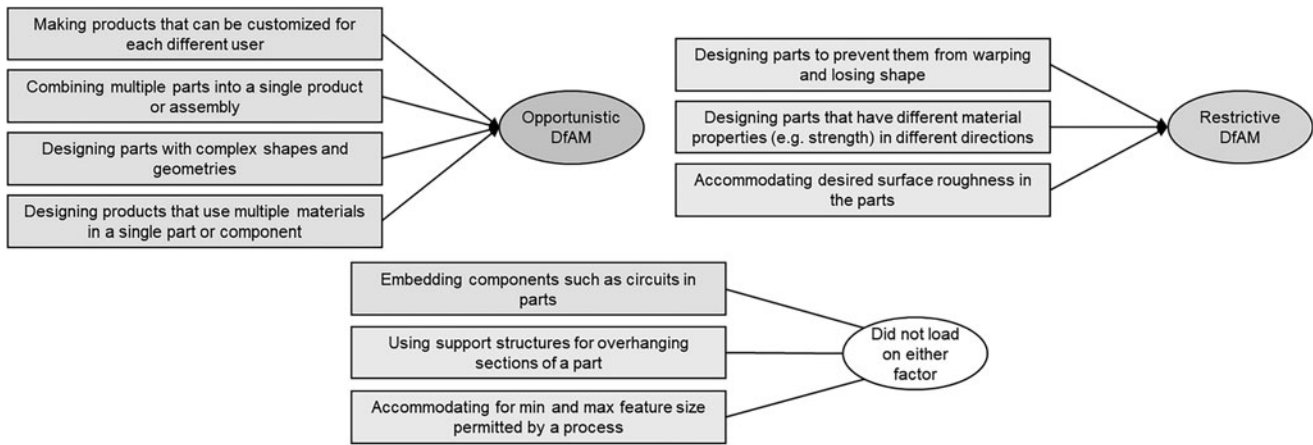 Making products that can be customized for
each different user
Combining multiple parts into a single product
or assembly
Designing parts with complex shapes and
geometries
Designing products that use multiple materials
in a single part or component
Opportunistic
DfAM
Designing parts to prevent them from warping
and losing shape
Designing parts that have different material
properties (e.g. strength) in different directions
Accommodating desired surface roughness in
the parts
Restrictive
DfAM
Embedding components such as circuits in
parts
Using support structures for overhanging
sections of a part
Accommodating for min and max feature size
permitted by a process
Did not load
on either
factor